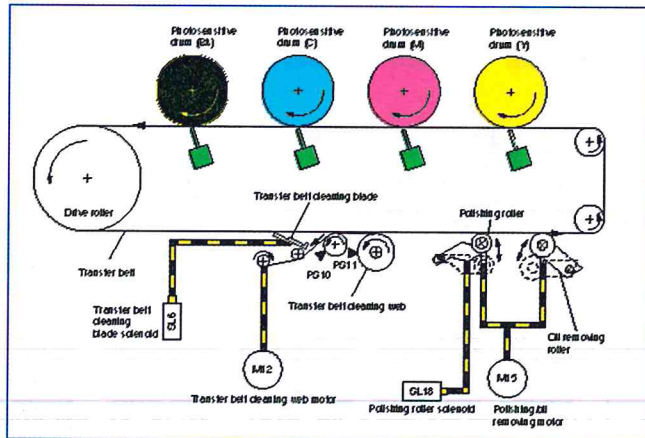 Photosensitive
drum (BL)
Photosensitive
drum (C)
Photosensitive
drum (M)
Photosensitive
drum (Y)
Drive roller
Transfer belt cleaning blade
Polishing roller
Transfer belt
PG10
PG11
Transfer belt cleaning web
Transfer belt
cleaning
blade solenoid
SL6
Oil removing
roller
M12
SL18
M15
Transfer belt cleaning web motor
Polishing roller solenoid
Polishing/oil
removing motor